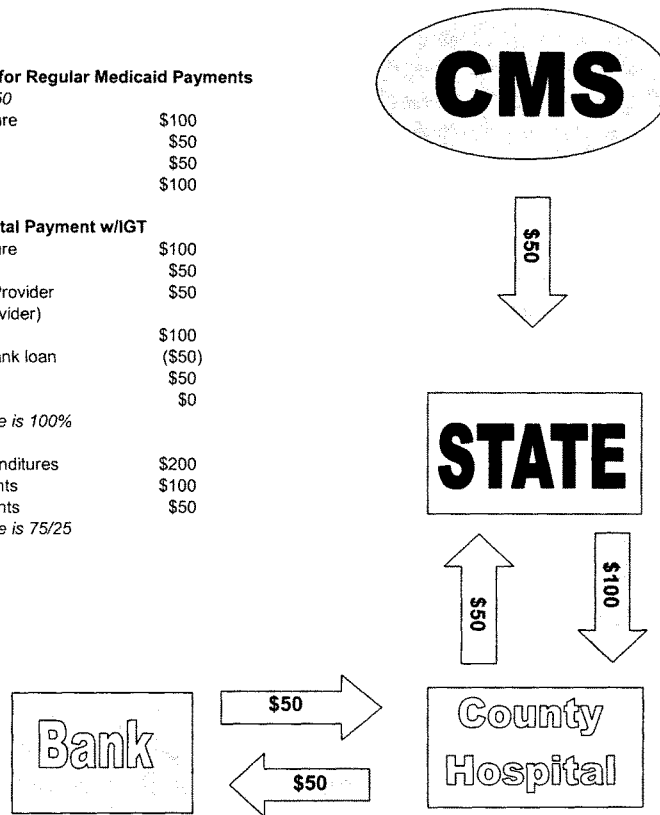 for Regular Medicaid Payments
50
are $100
$50
$50
$100
tal Payment w/IGT
are $100
$50
Provider $50
vider)
$100
ank loan ($50)
$50
$0
e is 100%
nditures $200
nts $100
nts $50
e is 75/25
CMS
$50
STATE
$50
$100
Bank
$50
$50
County
Hospital